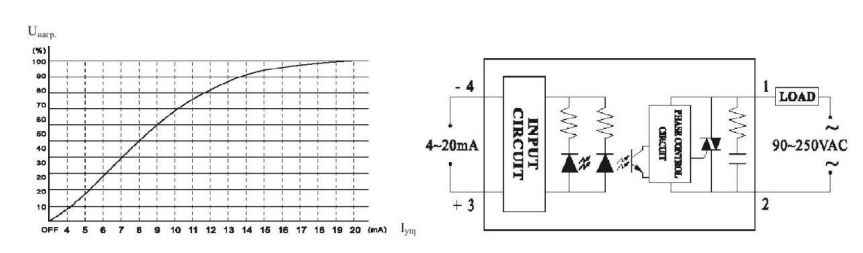 Uнагр.
(%)
100
90
80
70
60
50
40
30
20
10
OFF 4 5 6 7 8 9 10 11 12 13 14 15 16 17 18 19 20 (mA) Iупр
- 4
4~20mA
+ 3
INPUT CIRCUIT
PHASE CONTROL CIRCUIT
1
LOAD
~
90~250VAC
~
2